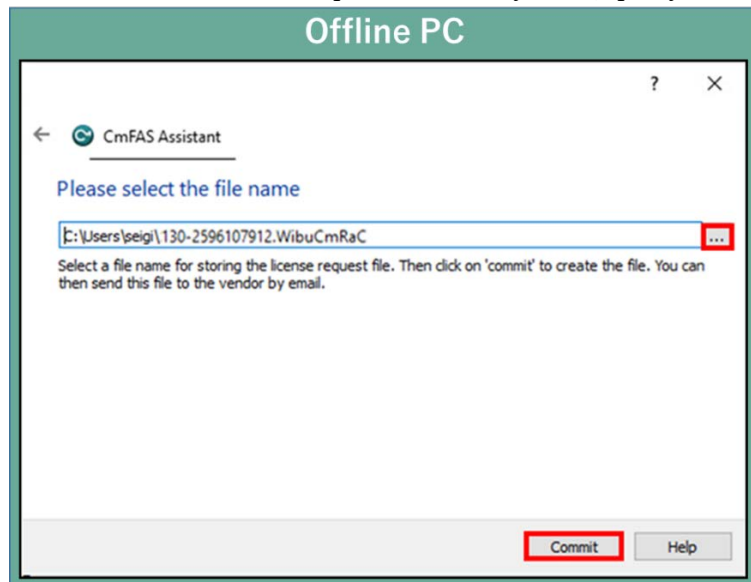 Offline PC
? ×
← CmFAS Assistant
Please select the file name
C:\Users\seigi\130-2596107912.WibuCmRaC
...
Select a file name for storing the license request file. Then click on 'commit' to create the file. You can
then send this file to the vendor by email.
Commit Help